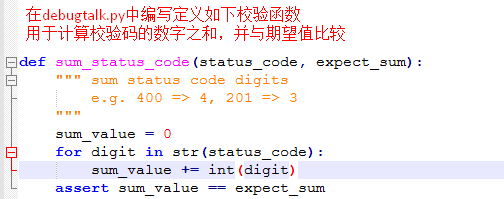 在debugtalk.py中编写定义如下校验函数
用于计算校验码的数字之和，并与期望值比较
def sum_status_code(status_code, expect_sum):
    """ sum status code digits
        e.g. 400 => 4, 201 => 3
    """
    sum_value = 0
    for digit in str(status_code):
        sum_value += int(digit)
    assert sum_value == expect_sum